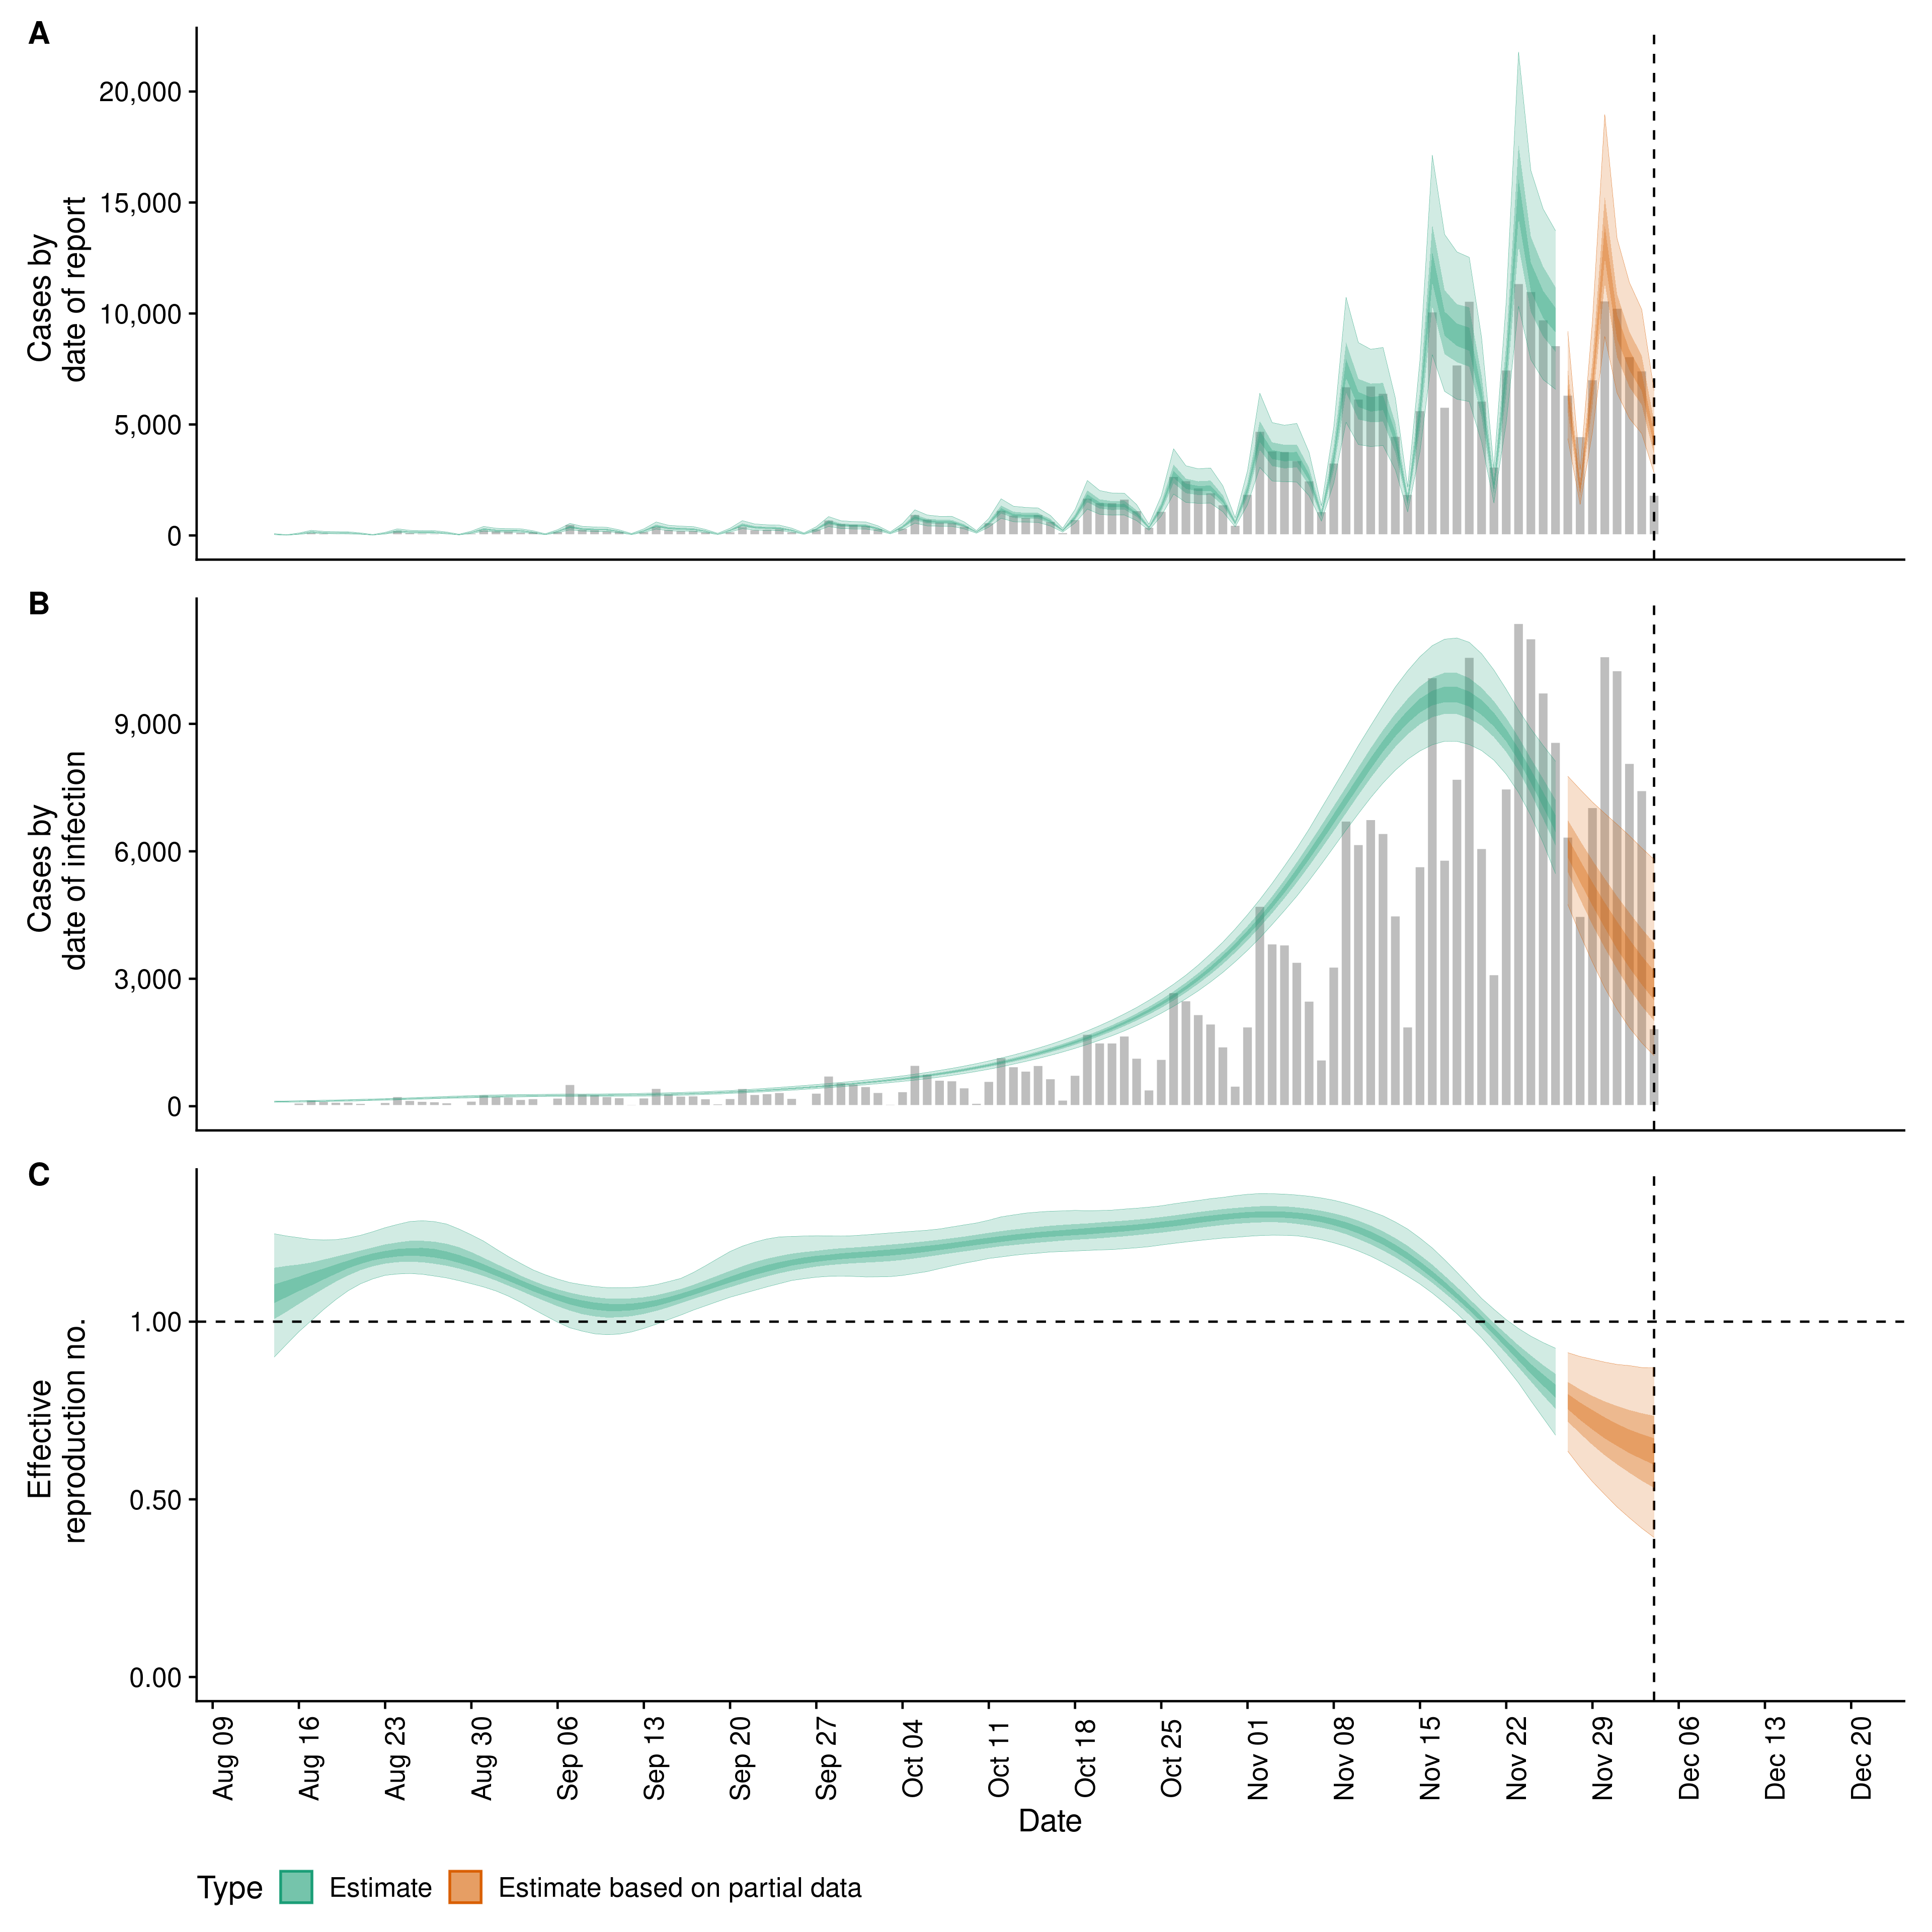 A
Cases by
date of report
20,000
15,000
10,000
5,000
0
B
Cases by
date of infection
9,000
6,000
3,000
0
C
Effective
reproduction no.
1.00
0.50
0.00
Aug 09
Aug 16
Aug 23
Aug 30
Sep 06
Sep 13
Sep 20
Sep 27
Oct 04
Oct 11
Oct 18
Oct 25
Nov 01
Nov 08
Nov 15
Nov 22
Nov 29
Dec 06
Dec 13
Dec 20
Date
Type Estimate Estimate based on partial data